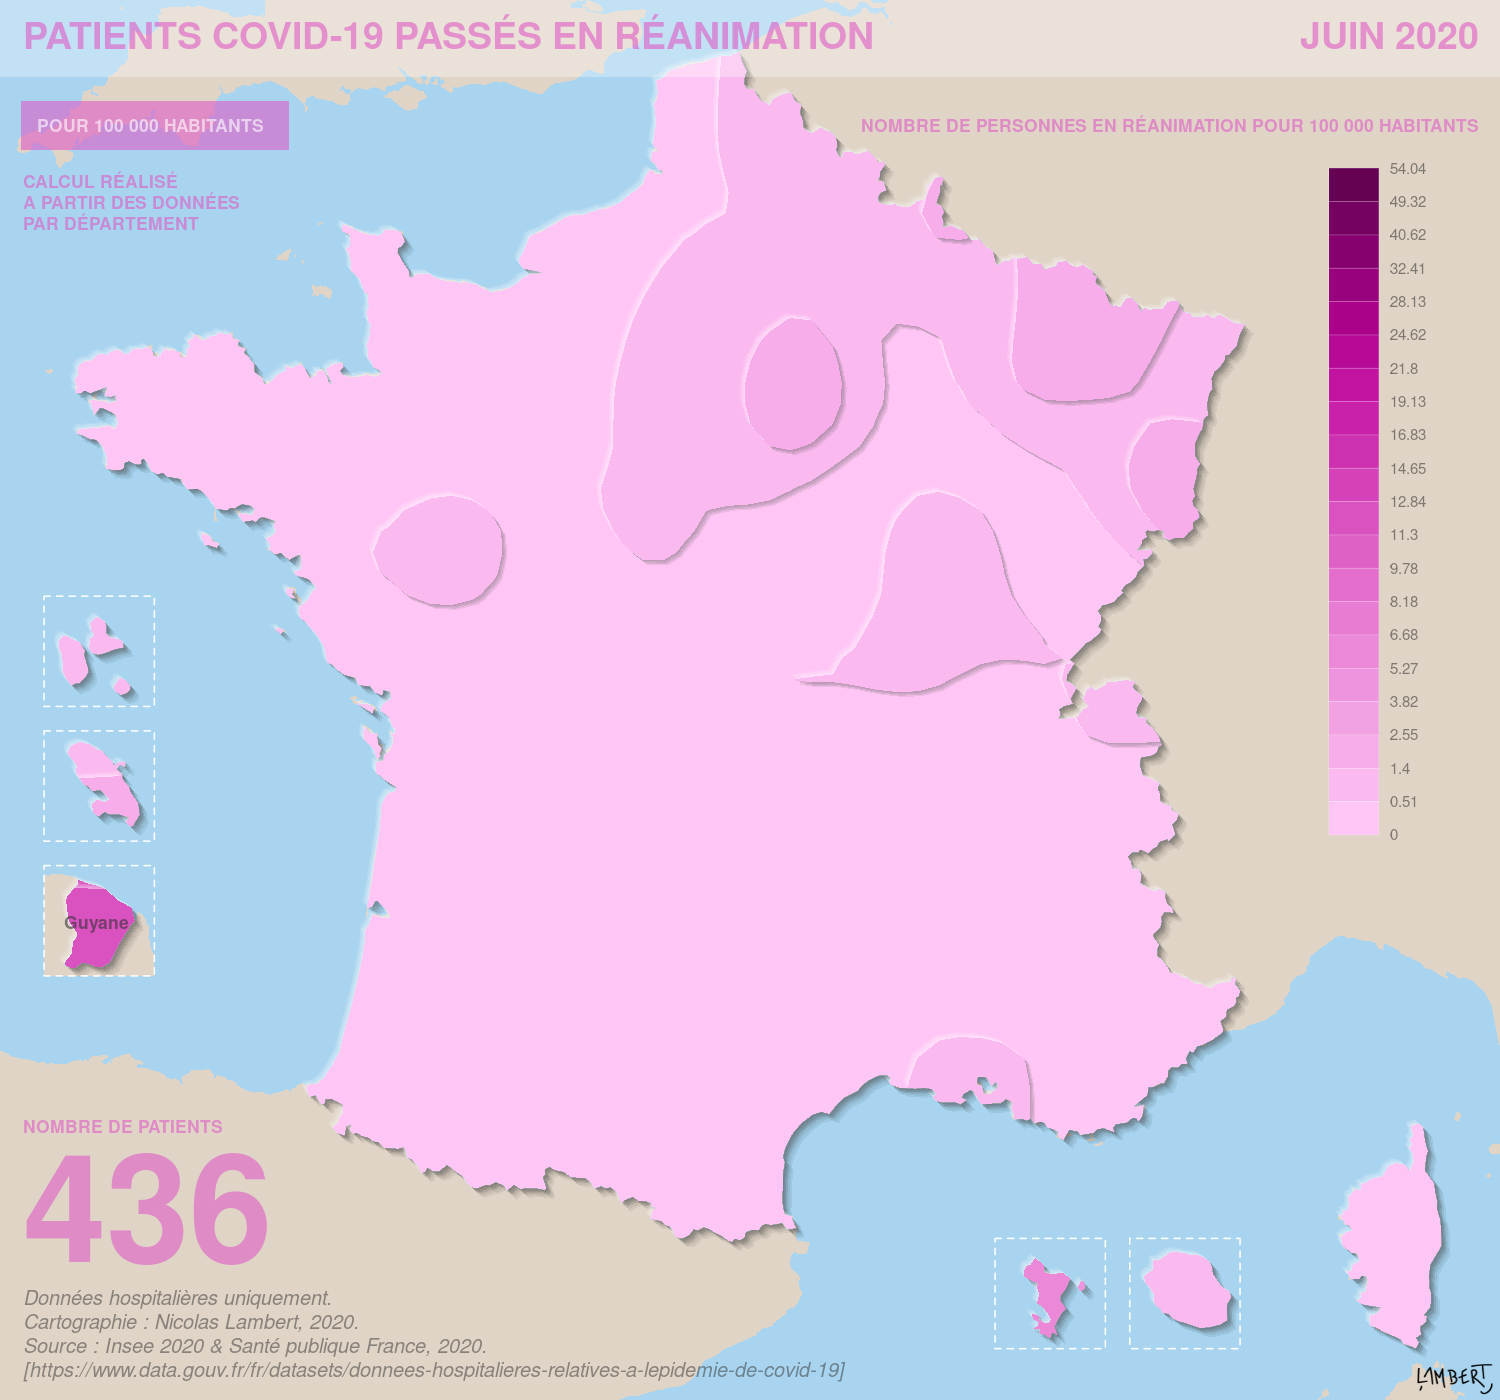 PATIENTS COVID-19 PASSÉS EN RÉANIMATION
JUIN 2020
POUR 100 000 HABITANTS
CALCUL RÉALISÉ
A PARTIR DES DONNÉES
PAR DÉPARTEMENT
NOMBRE DE PERSONNES EN RÉANIMATION POUR 100 000 HABITANTS
54.04
49.32
40.62
32.41
28.13
24.62
21.8
19.13
16.83
14.65
12.84
11.3
9.78
8.18
6.68
5.27
3.82
2.55
1.4
0.51
0
Guyane
NOMBRE DE PATIENTS
436
Données hospitalières uniquement.
Cartographie : Nicolas Lambert, 2020.
Source : Insee 2020 & Santé publique France, 2020.
[https://www.data.gouv.fr/fr/datasets/donnees-hospitalieres-relatives-a-lepidemie-de-covid-19]
LAMBERT